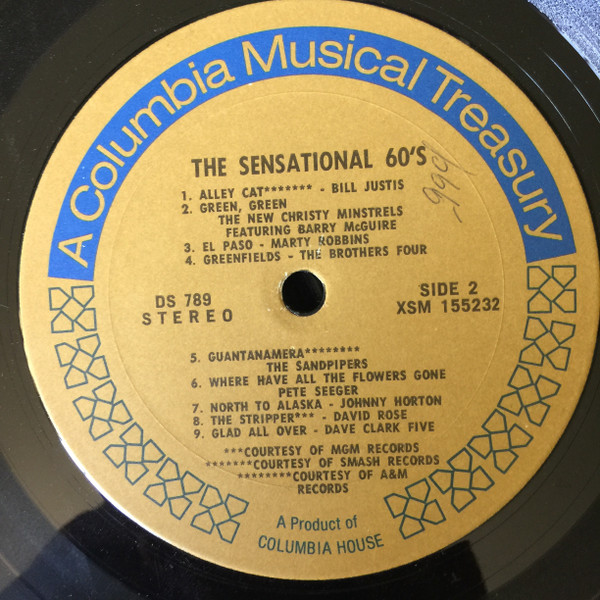 A Columbia Musical Treasury
THE SENSATIONAL 60'S
1. ALLEY CAT******* - BILL JUSTIS
2. GREEN, GREEN
THE NEW CHRISTY MINSTRELS
FEATURING BARRY McGUIRE
3. EL PASO - MARTY ROBBINS
4. GREENFIELDS - THE BROTHERS FOUR
DS 789
STEREO
SIDE 2
XSM 155232
5. GUANTANAMERA********
THE SANDPIPERS
6. WHERE HAVE ALL THE FLOWERS GONE
PETE SEEGER
7. NORTH TO ALASKA - JOHNNY HORTON
8. THE STRIPPER*** - DAVID ROSE
9. GLAD ALL OVER - DAVE CLARK FIVE
***COURTESY OF MGM RECORDS
*******COURTESY OF SMASH RECORDS
********COURTESY OF A&M
RECORDS
A Product of
COLUMBIA HOUSE